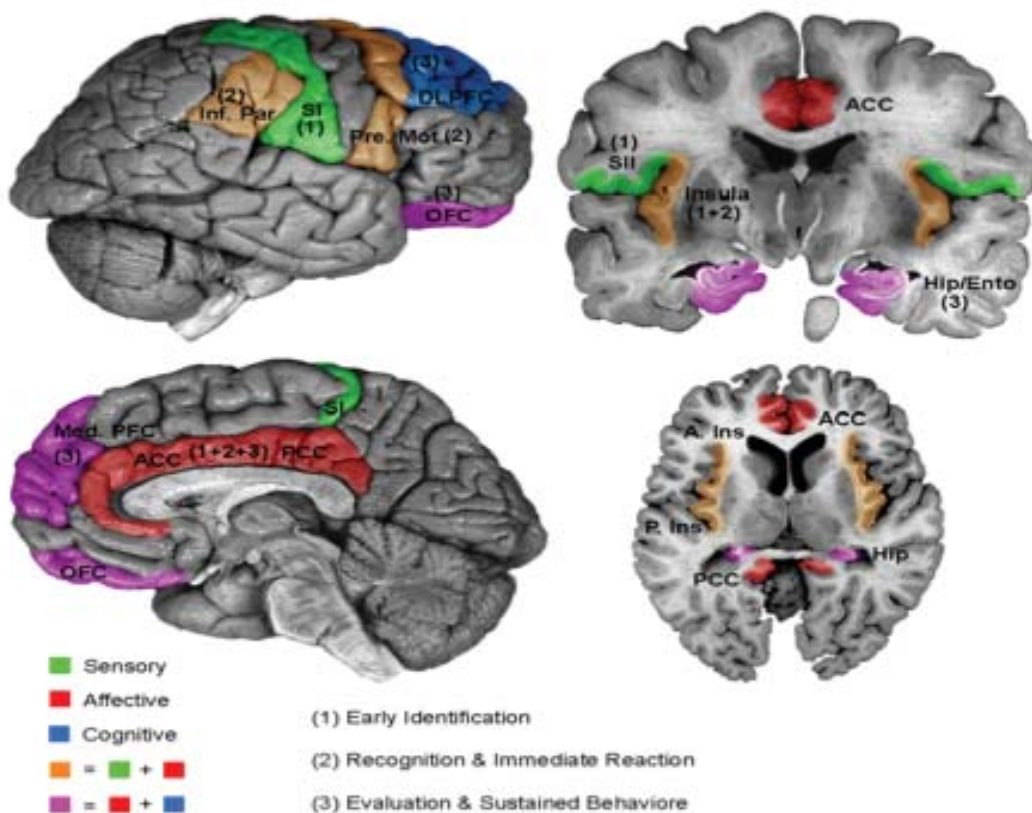 (3)
DLPFC
(2)
Inf. Par
SI
(1)
Pre. Mot (2)
(3)
OFC
ACC
(1)
SII
Insula
(1+2)
Hip/Ento
(3)
SI
Med. PFC
(3)
ACC (1+2+3) PCC
OFC
ACC
A. Ins
P. Ins
Hip
PCC
Sensory
Affective
Cognitive
= +
= +
(1) Early Identification
(2) Recognition & Immediate Reaction
(3) Evaluation & Sustained Behaviore